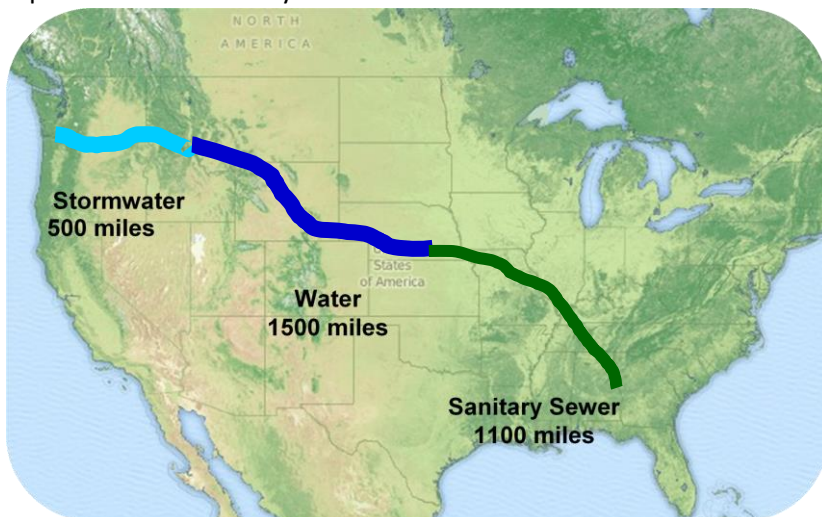 NORTH
AMERICA
Stormwater
500 miles
States
of America
Water
1500 miles
Sanitary Sewer
1100 miles